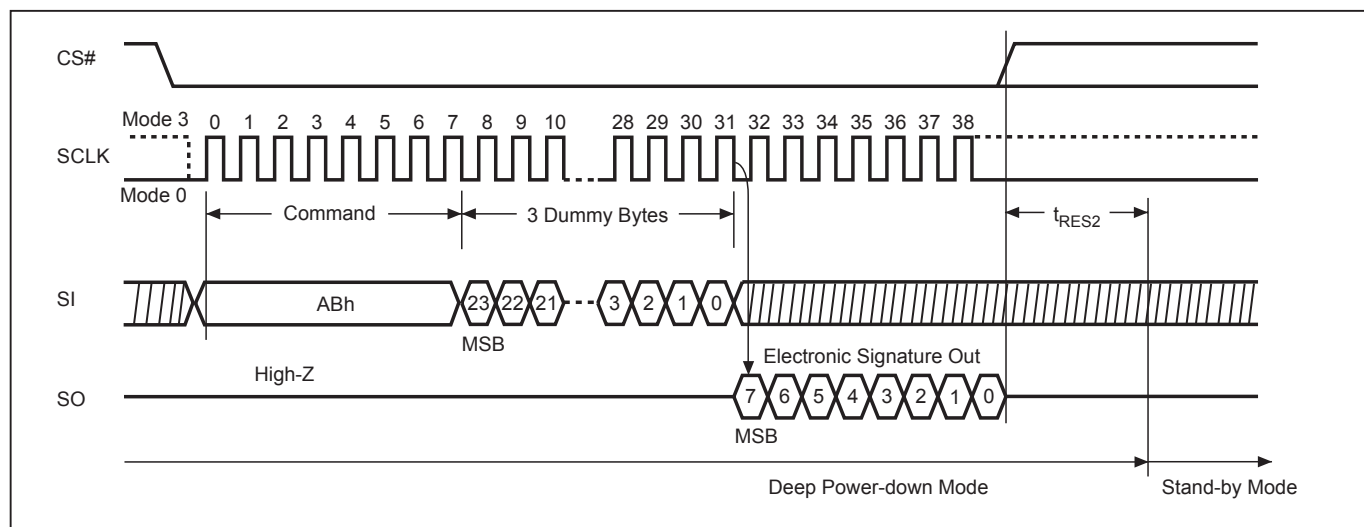 CS#
Mode 3
0 1 2 3 4 5 6 7 8 9 10 28 29 30 31 32 33 34 35 36 37 38
SCLK
Mode 0
Command
3 Dummy Bytes
tRES2
SI
ABh
23 22 21 3 2 1 0
MSB
Electronic Signature Out
High-Z
SO
7 6 5 4 3 2 1 0
MSB
Deep Power-down Mode
Stand-by Mode